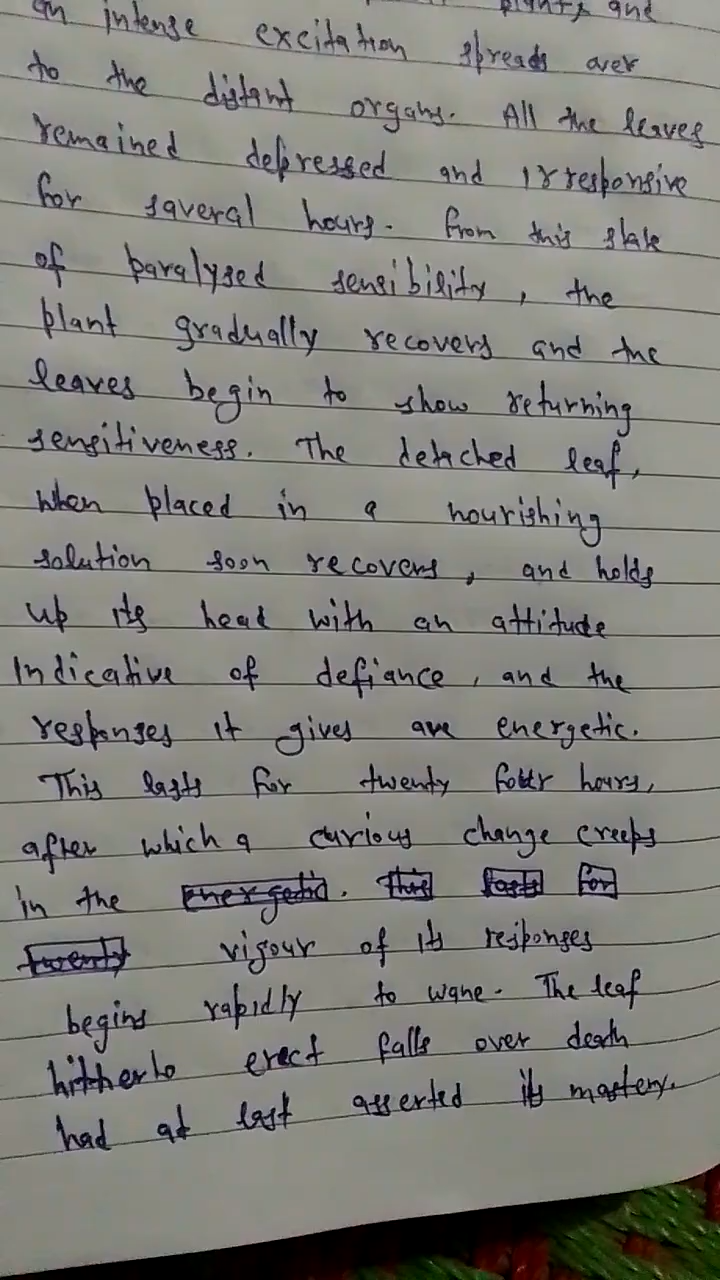 plants and
an intense excitation spreads over
to the distant organs. All the leaves
remained depressed and irresponsive
for saveral hours. From this state
of paralysed sensibility, the
plant gradually recovers and the
leaves begin to show returning
sensitiveness. The detached leaf,
when placed in a nourishing
solution soon recovers, and holds
up its head with an attitude
Indicative of defiance, and the
responses it gives are energetic.
This lasts for twenty four hours,
after which a curious change creeps
in the energetic. This lasts for
twenty vigour of its responses
begins rapidly to wane. The leaf
hitherto erect falls over death
had at last asserted its mastery.